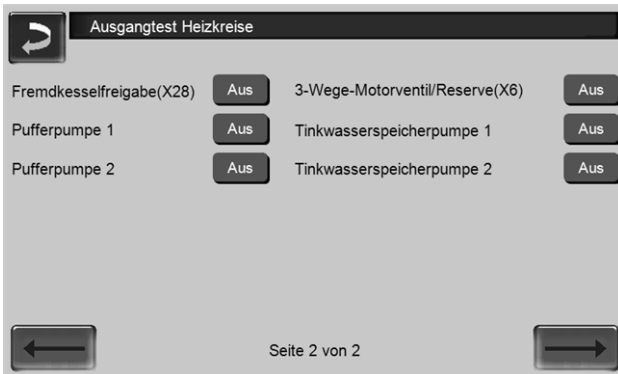 Ausgangtest Heizkreise
Fremdkesselfreigabe(X28) Aus 3-Wege-Motorventil/Reserve(X6) Aus
Pufferpumpe 1 Aus Tinkwasserspeicherpumpe 1 Aus
Pufferpumpe 2 Aus Tinkwasserspeicherpumpe 2 Aus
Seite 2 von 2